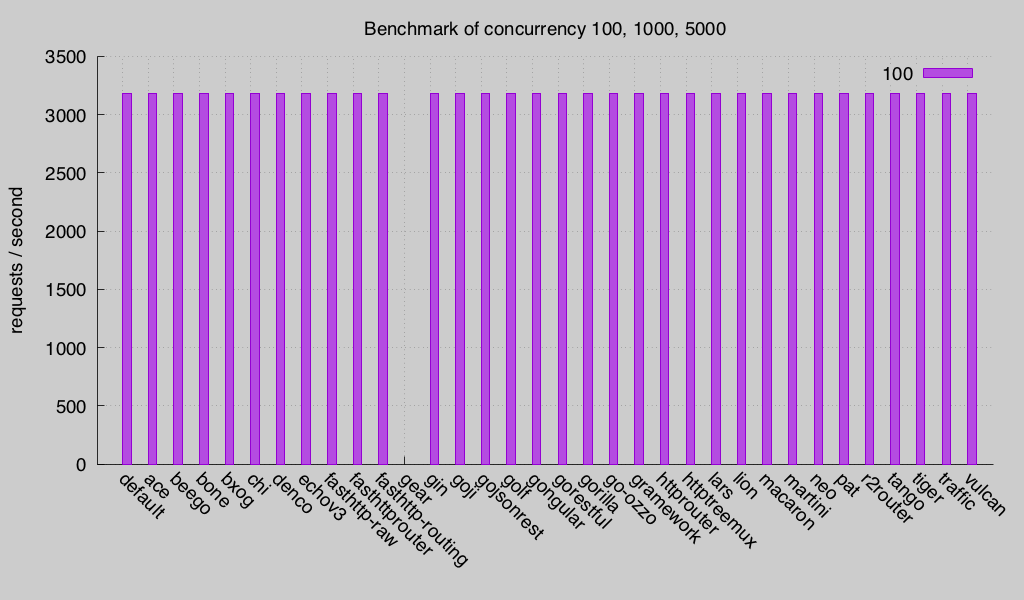 Benchmark of concurrency 100, 1000, 5000
100
requests / second
3500
3000
2500
2000
1500
1000
500
0
default
ace
beego
bone
bxog
chi
denco
echov3
fasthttp-raw
fasthttprouter
fasthttp-routing
gear
gin
goji
gojsonrest
golf
gongular
gorestful
gorilla
go-ozzo
gramework
httprouter
httptreemux
lars
lion
macaron
martini
neo
pat
r2router
tango
tiger
traffic
vulcan